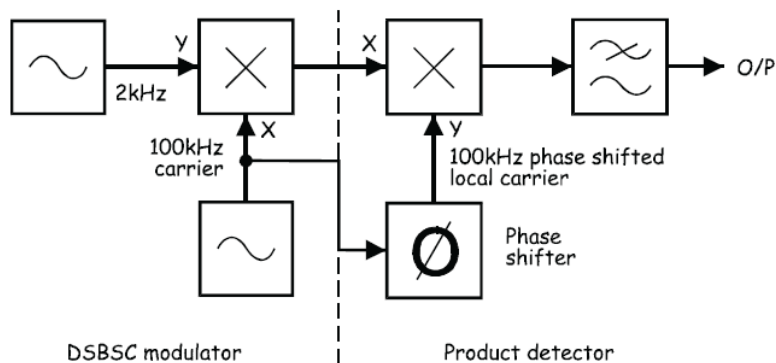 Y
X
O/P
2kHz
X
Y
100kHz
carrier
100kHz phase shifted
local carrier
Phase
shifter
DSBSC modulator
Product detector